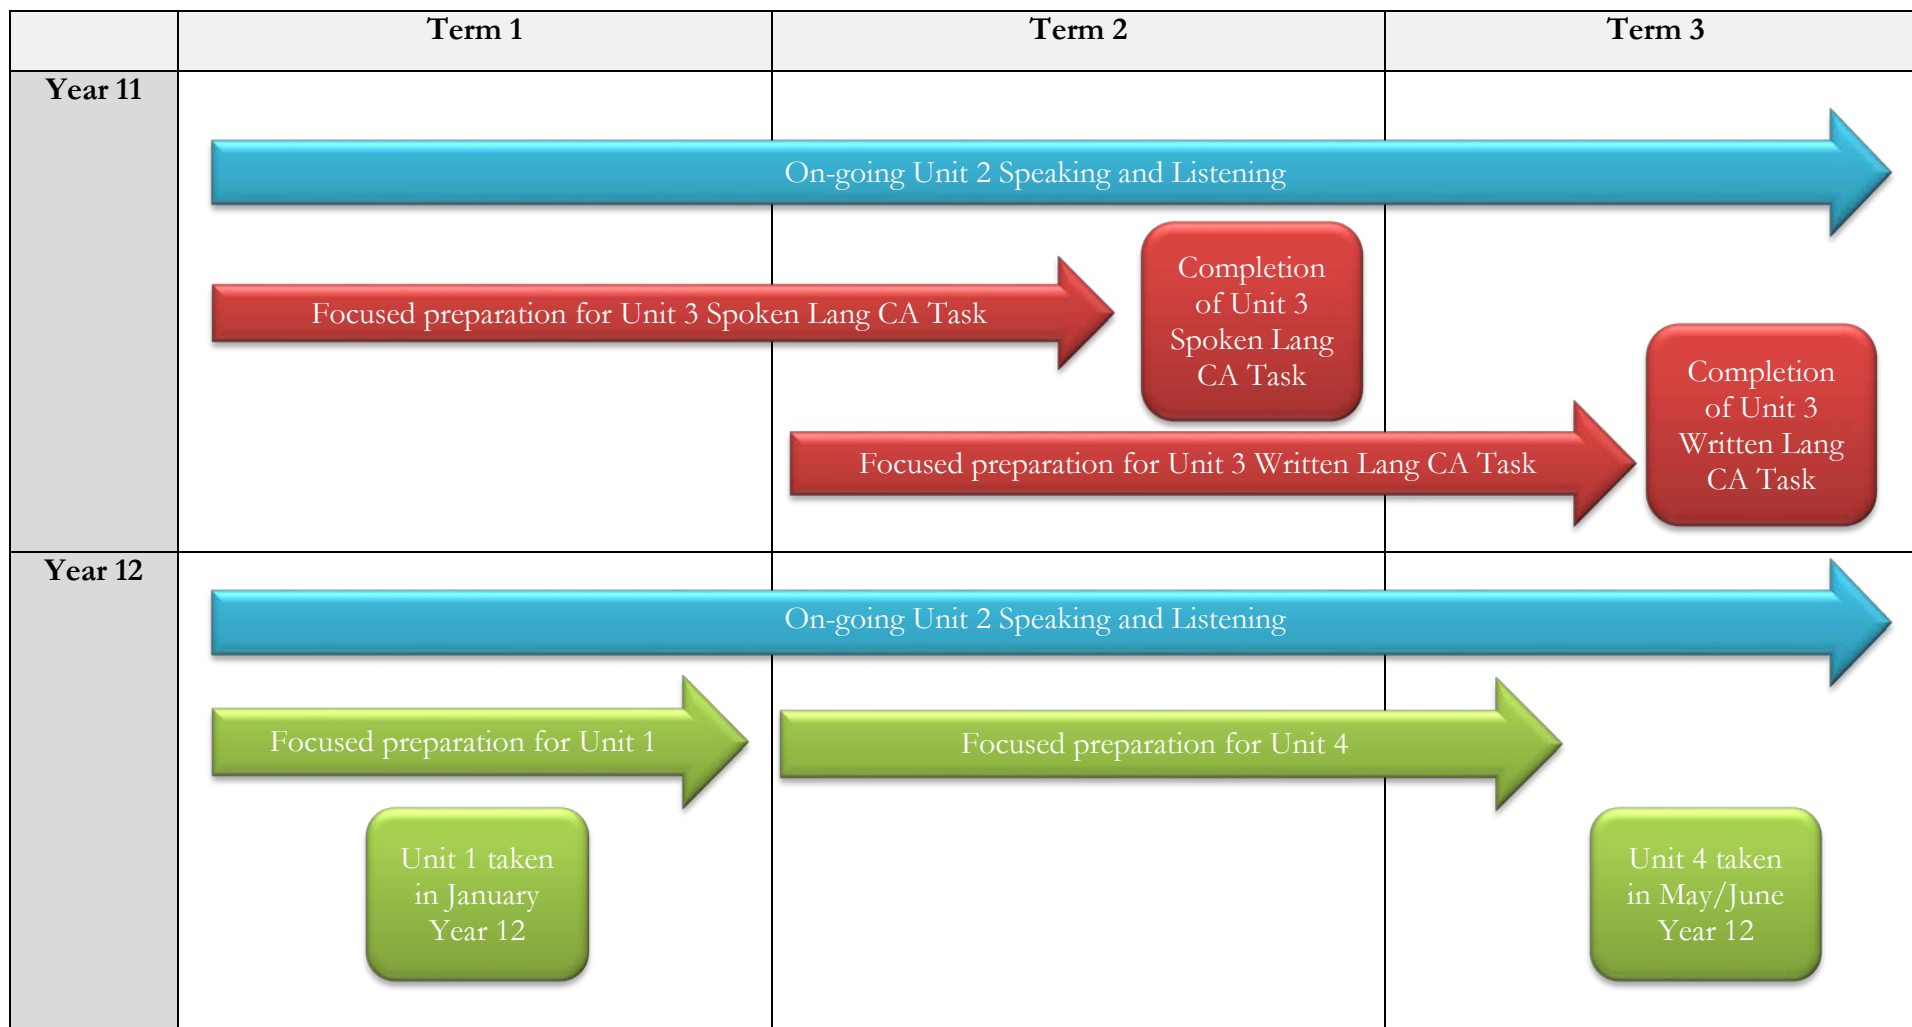 Term 1
Term 2
Term 3
Year 11
On-going Unit 2 Speaking and Listening
Focused preparation for Unit 3 Spoken Lang CA Task
Completion
of Unit 3
Spoken Lang
CA Task
Focused preparation for Unit 3 Written Lang CA Task
Completion
of Unit 3
Written Lang
CA Task
Year 12
On-going Unit 2 Speaking and Listening
Focused preparation for Unit 1
Focused preparation for Unit 4
Unit 1 taken
in January
Year 12
Unit 4 taken
in May/June
Year 12